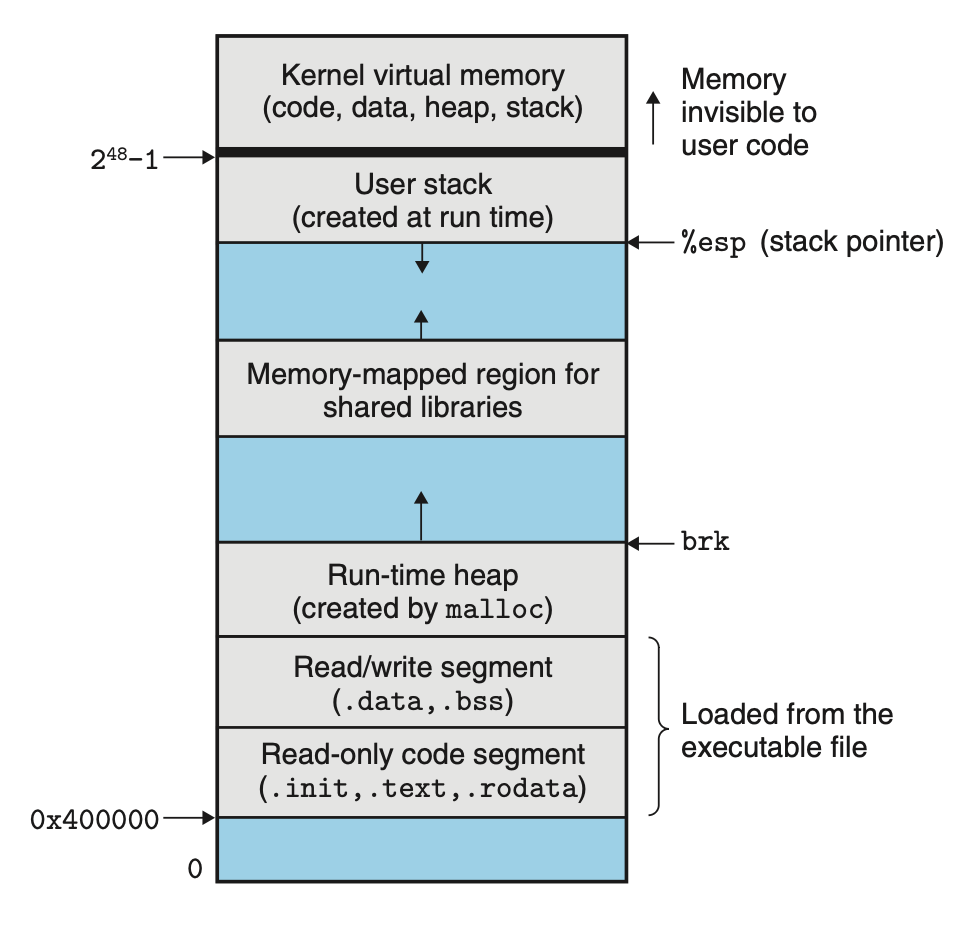 Kernel virtual memory
(code, data, heap, stack)
Memory
invisible to
user code
2⁴⁸−1
User stack
(created at run time)
%esp (stack pointer)
Memory-mapped region for
shared libraries
brk
Run-time heap
(created by malloc)
Read/write segment
(.data,.bss)
Loaded from the
executable file
Read-only code segment
(.init,.text,.rodata)
0x400000
0